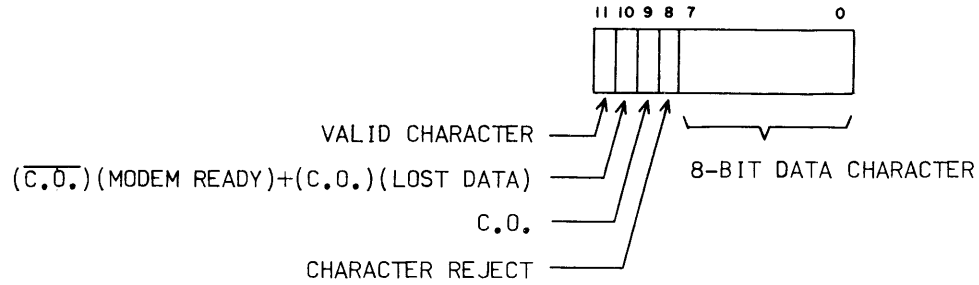 11 10 9 8 7 0
VALID CHARACTER
(C̅.̅O̅.̅)(MODEM READY)+(C.O.)(LOST DATA)
8-BIT DATA CHARACTER
C.O.
CHARACTER REJECT